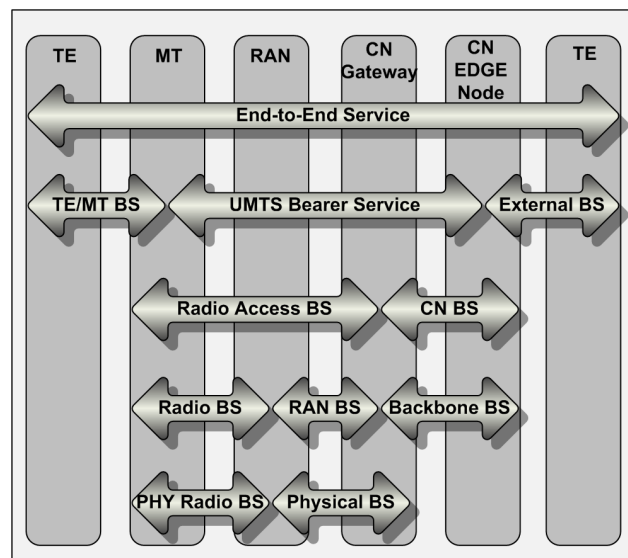 TE
MT
RAN
CN
Gateway
CN
EDGE
Node
TE
End-to-End Service
TE/MT BS
UMTS Bearer Service
External BS
Radio Access BS
CN BS
Radio BS
RAN BS
Backbone BS
PHY Radio BS
Physical BS